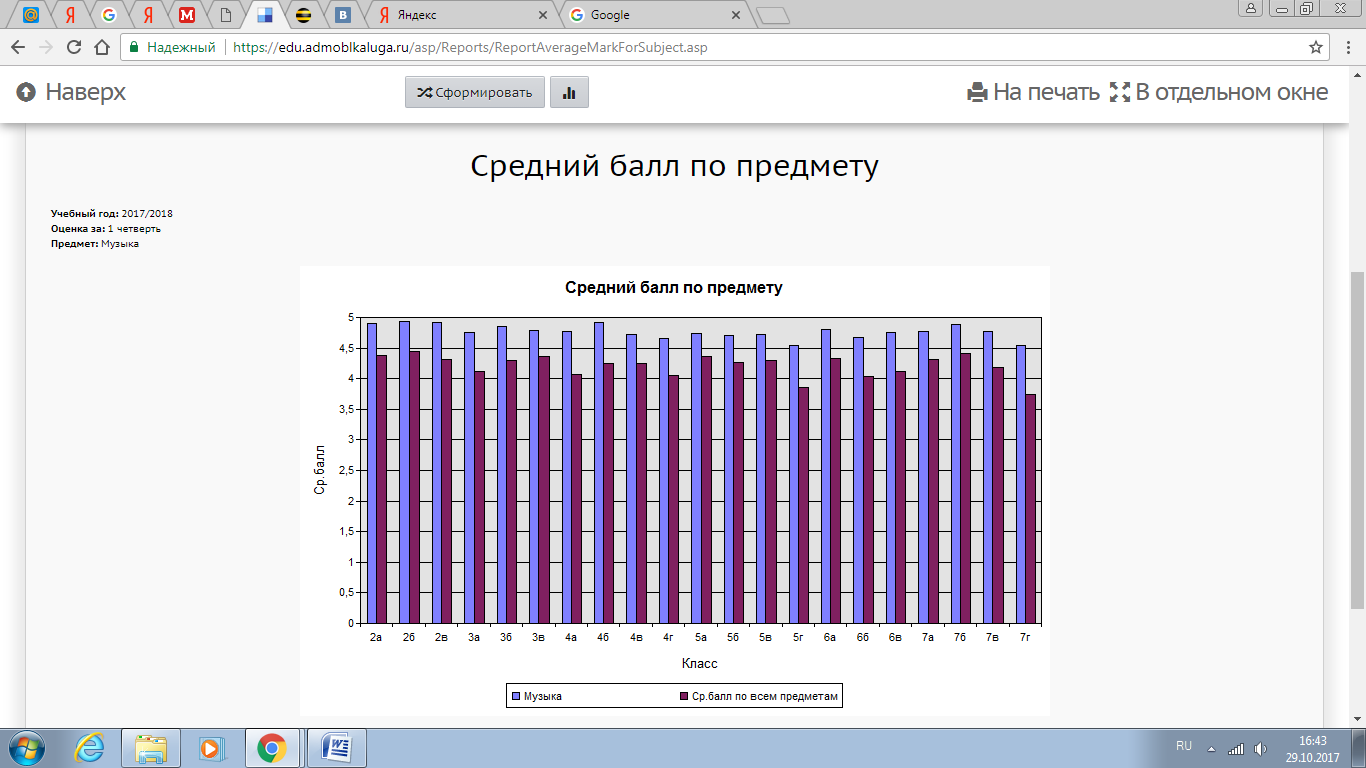 Яндекс
Google
Надежный https://edu.admoblkaluga.ru/asp/Reports/ReportAverageMarkForSubject.asp
Наверх Сформировать На печать В отдельном окне
Средний балл по предмету
Учебный год: 2017/2018
Оценка за: 1 четверть
Предмет: Музыка
Средний балл по предмету
5
4,5
4
3,5
3
2,5
2
1,5
1
0,5
0
Ср.балл
2а 2б 2в 3а 3б 3в 4а 4б 4в 4г 5а 5б 5в 5г 6а 6б 6в 7а 7б 7в 7г
Класс
Музыка Ср.балл по всем предметам
RU 16:43
29.10.2017